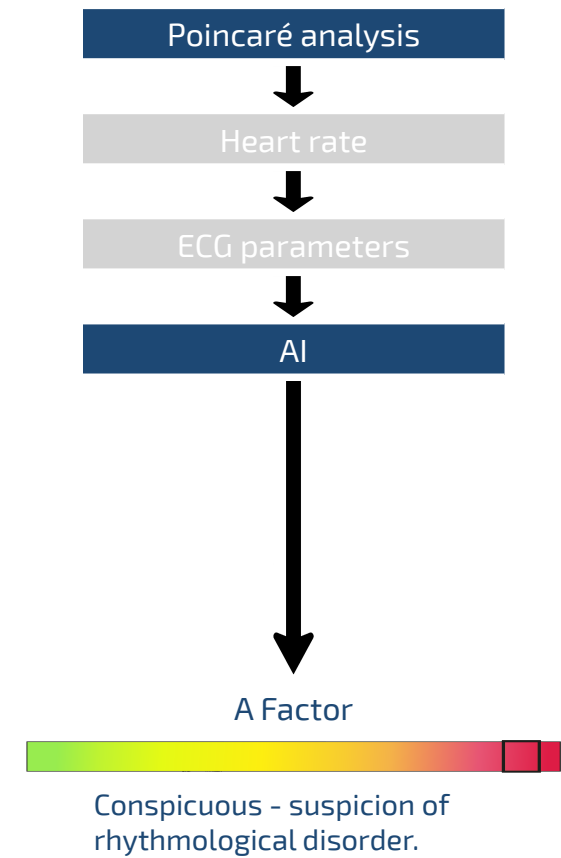 Poincaré analysis
Heart rate
ECG parameters
AI
A Factor
Conspicuous - suspicion of
rhythmological disorder.